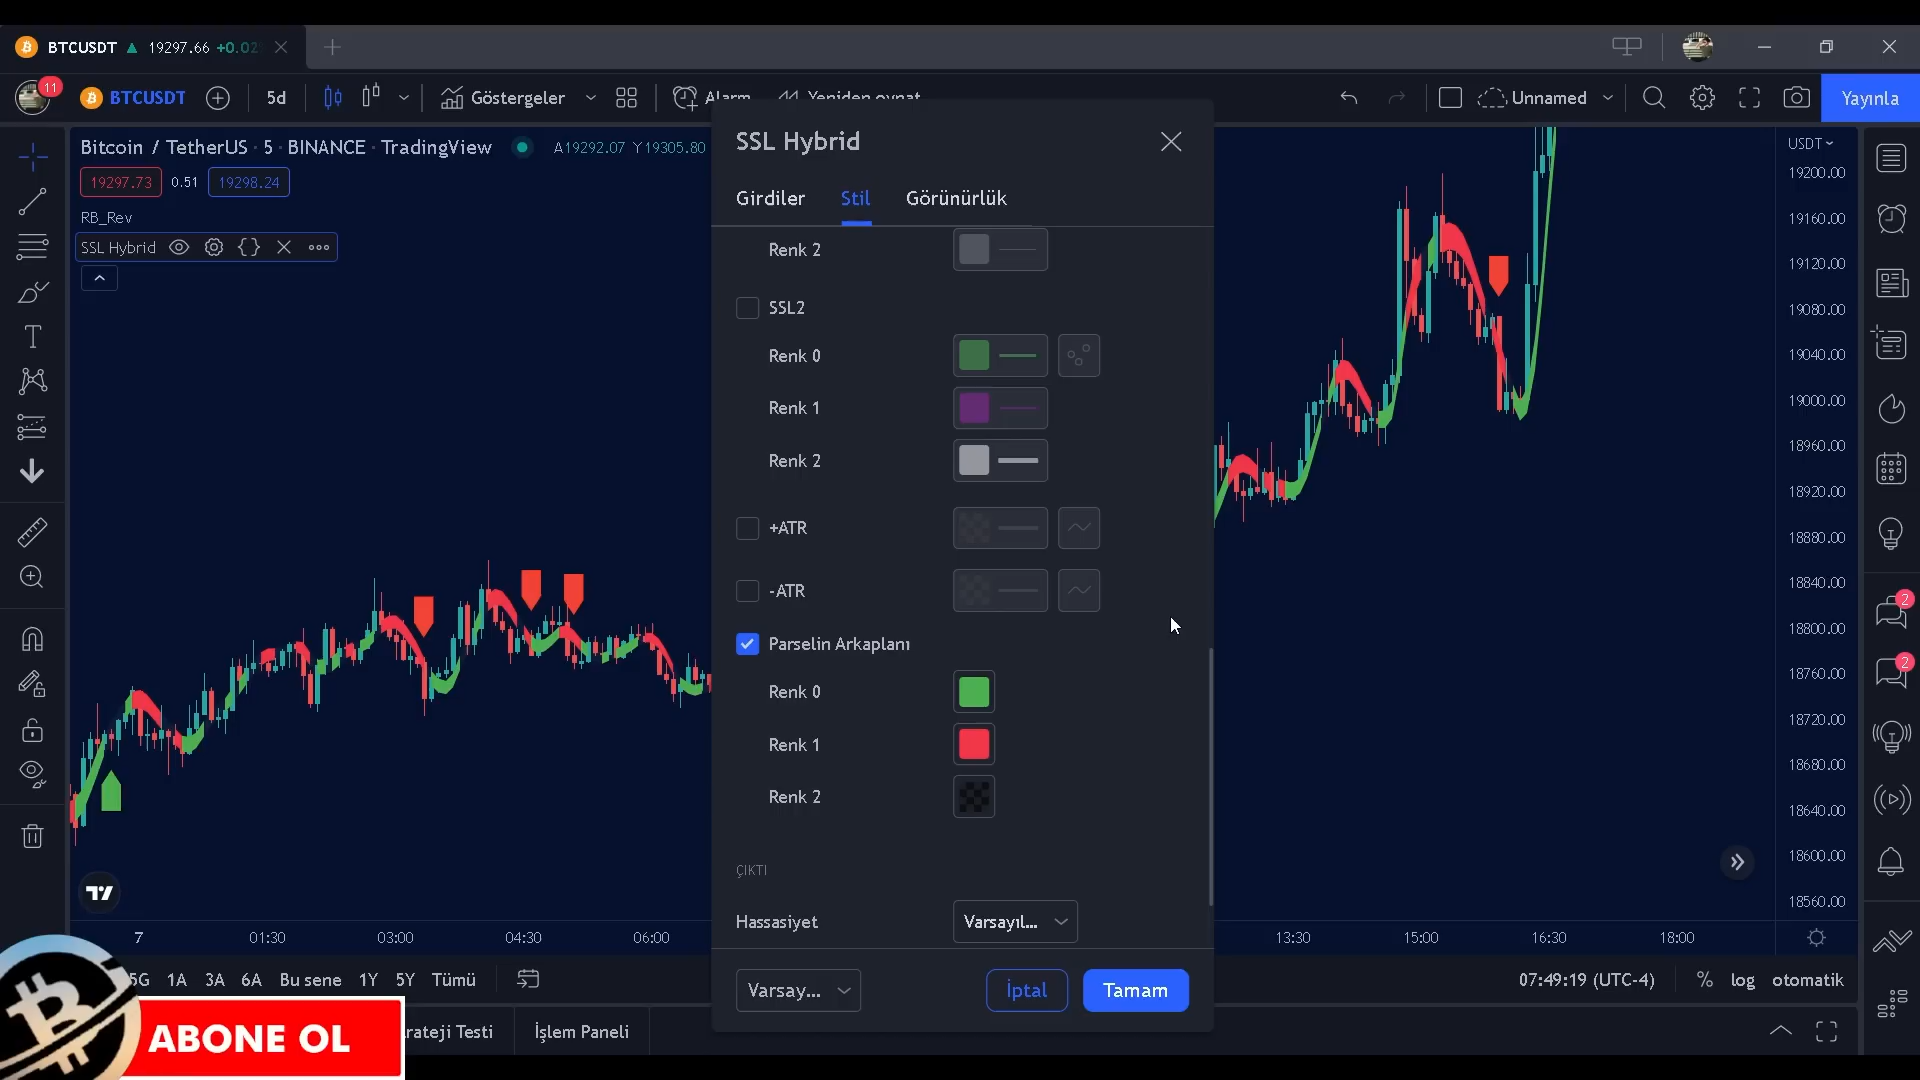 BTCUSDT ▲ 19297.66 +0.02
11
BTCUSDT
5d
Göstergeler
Alarm
Yeniden oynat
Unnamed
Yayınla
Bitcoin / TetherUS · 5 · BINANCE · TradingView
A19292.07 Y19305.80
19297.73
0.51
19298.24
RB_Rev
SSL Hybrid
SSL Hybrid
Girdiler
Stil
Görünürlük
Renk 2
SSL2
Renk 0
Renk 1
Renk 2
+ATR
-ATR
Parselin Arkaplanı
Renk 0
Renk 1
Renk 2
ÇIKTI
Hassasiyet
Varsayıl...
Varsay...
İptal
Tamam
USDT
19200.00
19160.00
19120.00
19080.00
19040.00
19000.00
18960.00
18920.00
18880.00
18840.00
18800.00
18760.00
18720.00
18680.00
18640.00
18600.00
18560.00
2
2
7
01:30
03:00
04:30
06:00
13:30
15:00
16:30
18:00
5G
1A
3A
6A
Bu sene
1Y
5Y
Tümü
07:49:19 (UTC-4)
%
log
otomatik
rateji Testi
İşlem Paneli
ABONE OL